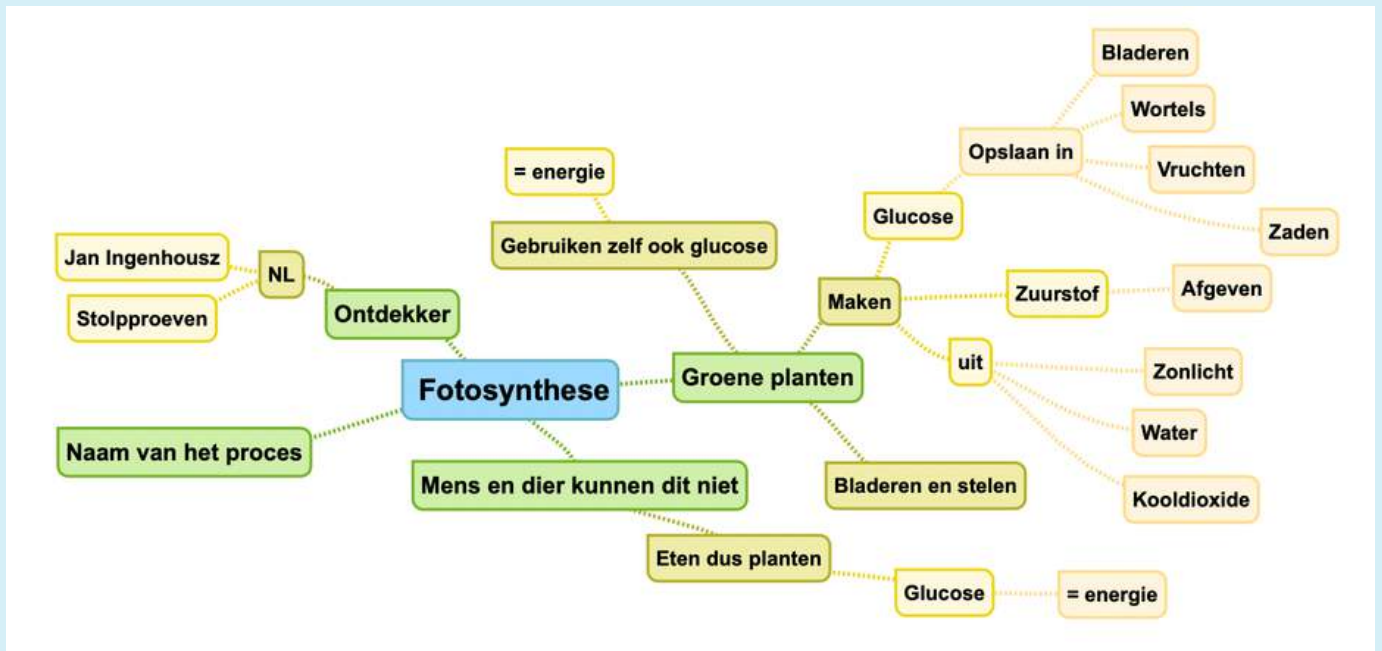 Bladeren
Wortels
Opslaan in
Vruchten
= energie
Glucose
Zaden
Gebruiken zelf ook glucose
Jan Ingenhousz
NL
Stolpproeven
Ontdekker
Maken
Zuurstof
Afgeven
uit
Zonlicht
Fotosynthese
Groene planten
Water
Naam van het proces
Mens en dier kunnen dit niet
Bladeren en stelen
Kooldioxide
Eten dus planten
Glucose
= energie